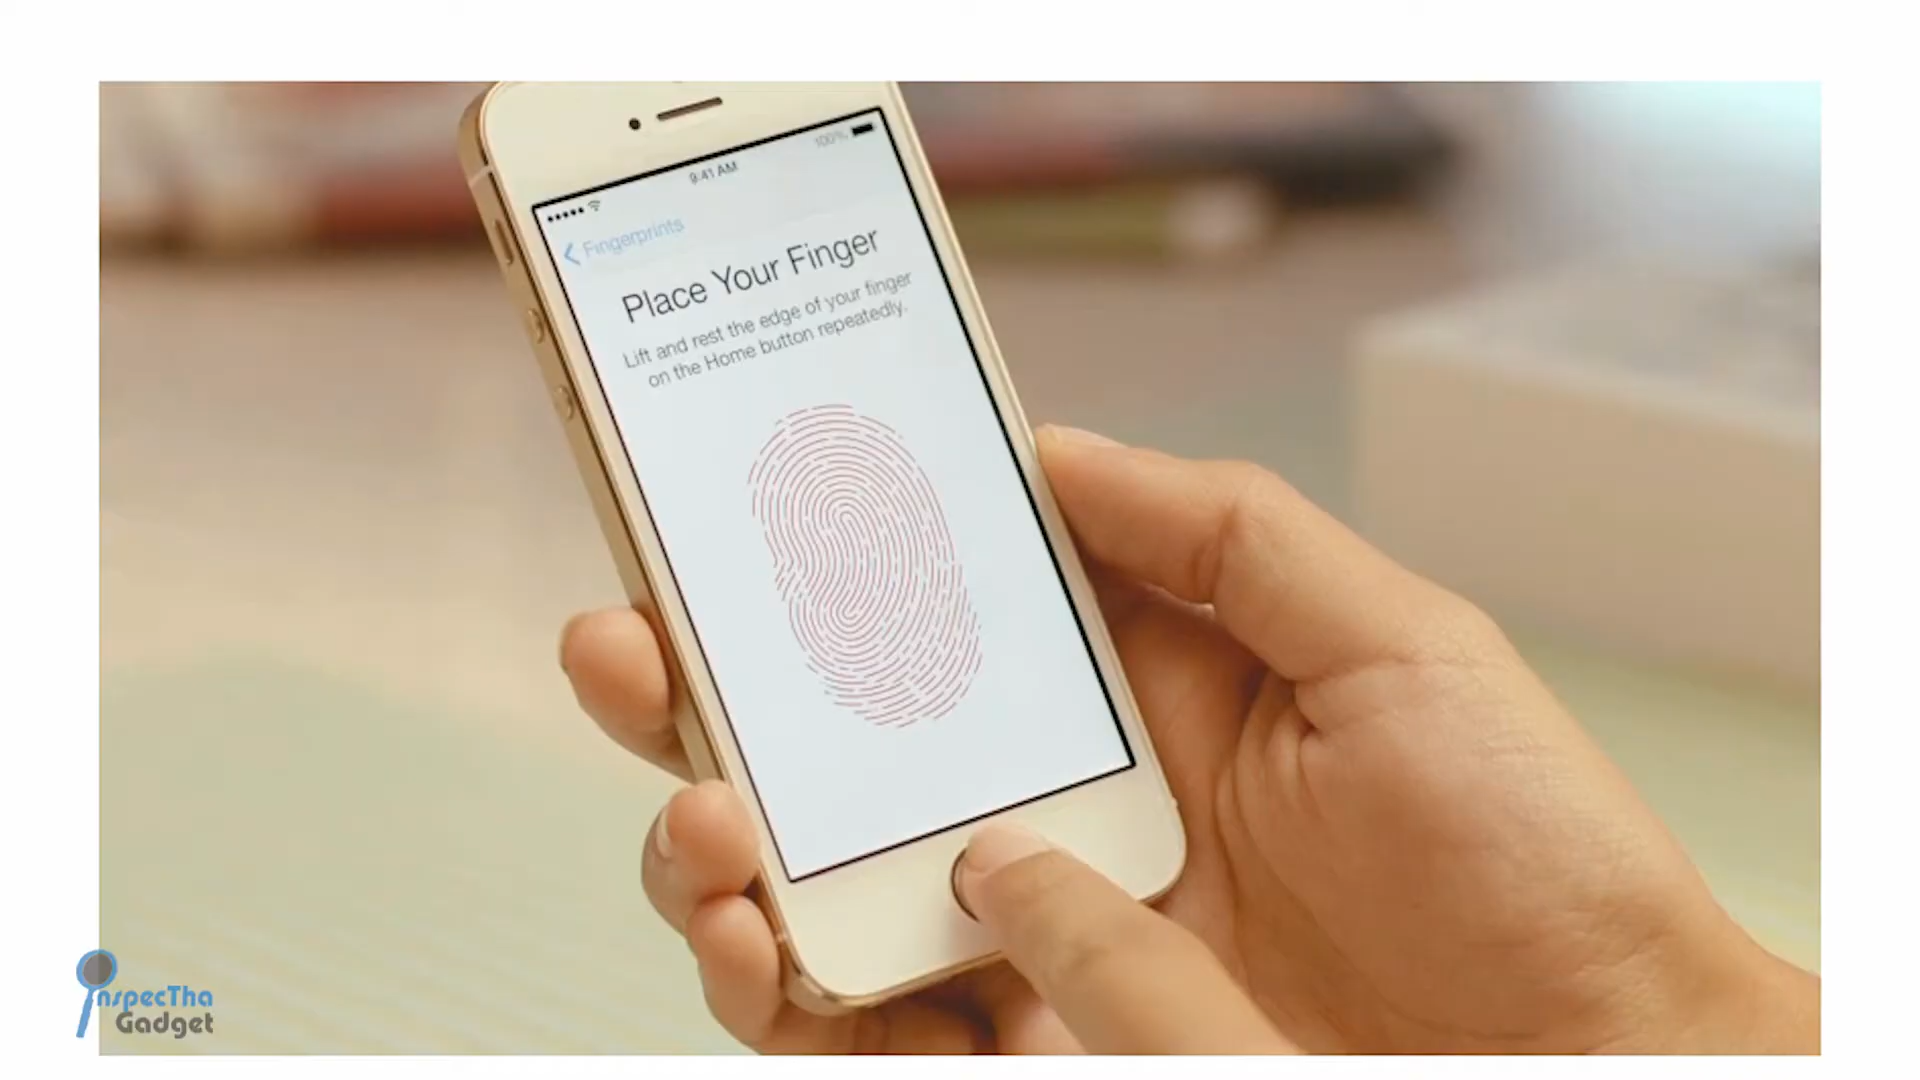 9:41 AM
100%
Fingerprints
Place Your Finger
Lift and rest the edge of your finger
on the Home button repeatedly.
InspecTha
Gadget